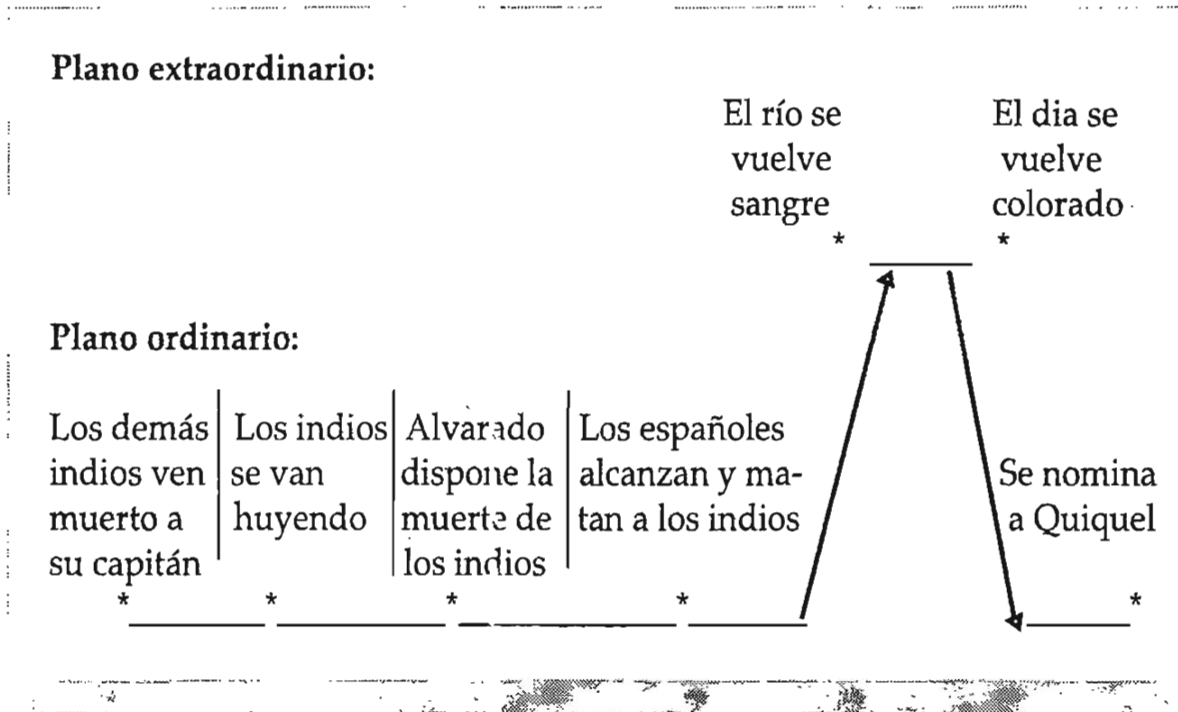 Plano extraordinario:
El río se
vuelve
sangre
*
El dia se
vuelve
colorado
*
Plano ordinario:
Los demás
indios ven
muerto a
su capitán
*
Los indios
se van
huyendo
*
Alvarado
dispone la
muerte de
los indios
*
Los españoles
alcanzan y ma-
tan a los indios
*
Se nomina
a Quiquel
*